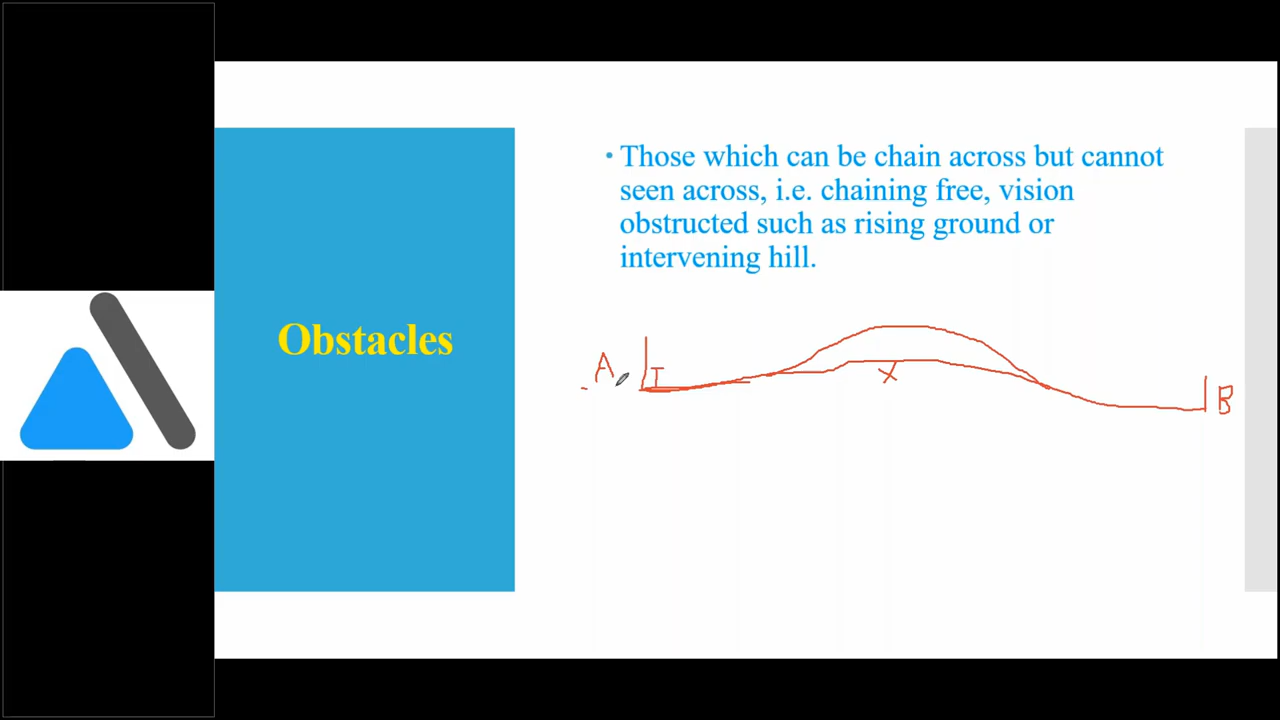 • Those which can be chain across but cannot
seen across, i.e. chaining free, vision
obstructed such as rising ground or
intervening hill.
Obstacles
A
I
X
B